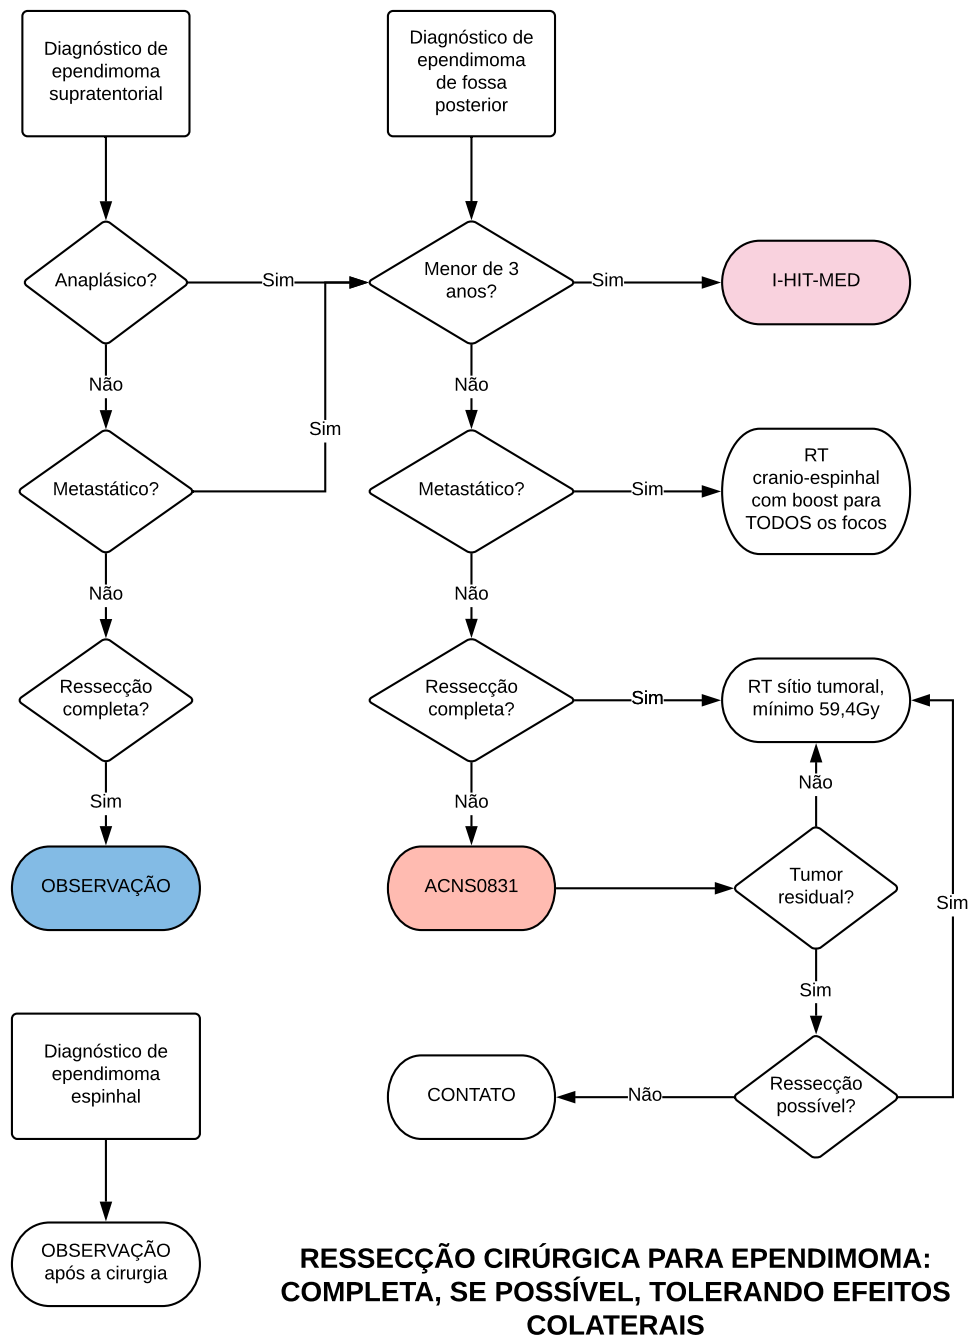 Diagnóstico de
ependimoma
supratentorial
Diagnóstico de
ependimoma
de fossa
posterior
Anaplásico?
Sim
Menor de 3
anos?
Sim
I-HIT-MED
Não
Não
Sim
Metastático?
Metastático?
Sim
RT
cranio-espinhal
com boost para
TODOS os focos
Não
Não
Ressecção
completa?
Ressecção
completa?
Sim
RT sítio tumoral,
mínimo 59,4Gy
Sim
Não
Não
OBSERVAÇÃO
ACNS0831
Tumor
residual?
Sim
Sim
Diagnóstico de
ependimoma
espinhal
CONTATO
Não
Ressecção
possível?
OBSERVAÇÃO
após a cirurgia
RESSECÇÃO CIRÚRGICA PARA EPENDIMOMA:
COMPLETA, SE POSSÍVEL, TOLERANDO EFEITOS
COLATERAIS